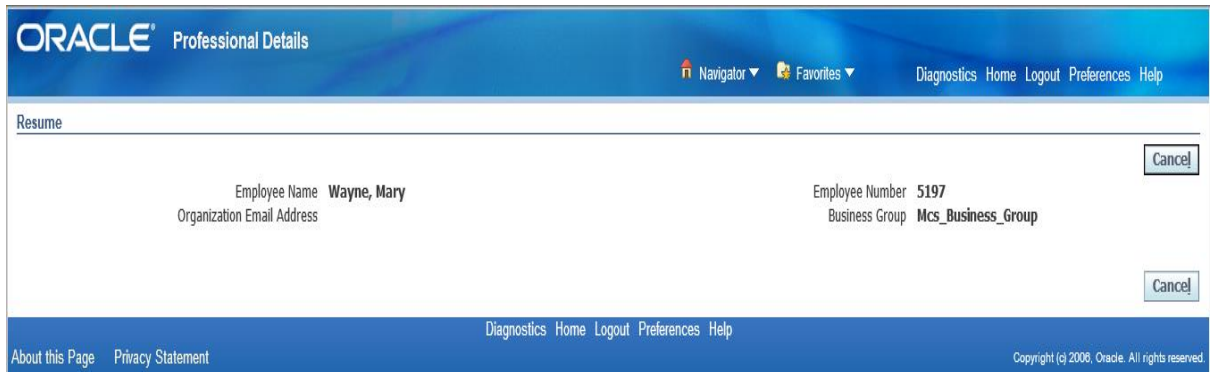 ORACLE® Professional Details
Navigator Favorites Diagnostics Home Logout Preferences Help
Resume
Cancel
Employee Name Wayne, Mary Employee Number 5197
Organization Email Address Business Group Mcs_Business_Group
Cancel
Diagnostics Home Logout Preferences Help
About this Page Privacy Statement Copyright (c) 2006, Oracle. All rights reserved.